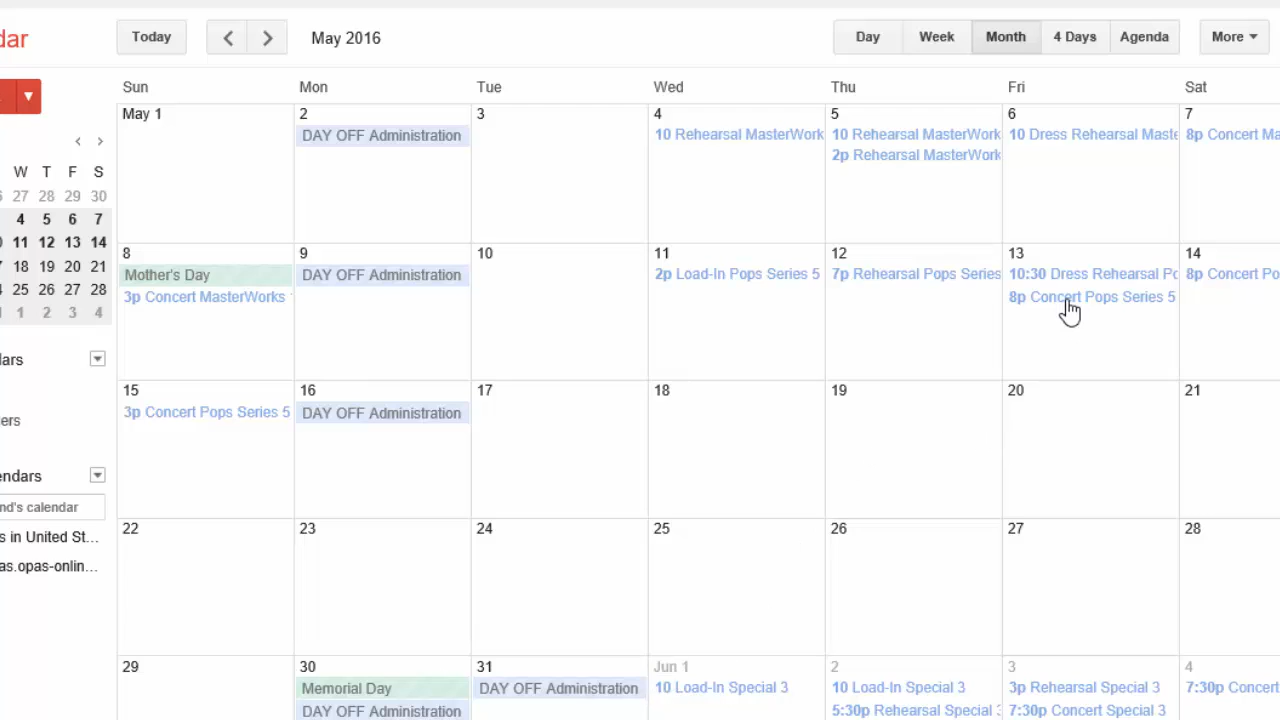 dar
Today
May 2016
Day
Week
Month
4 Days
Agenda
More
Sun
Mon
Tue
Wed
Thu
Fri
Sat
W T F S
27 28 29 30
4 5 6 7
11 12 13 14
18 19 20 21
25 26 27 28
1 2 3 4
dars
ers
endars
nd's calendar
s in United St...
as.opas-onlin...
May 1
2
DAY OFF Administration
3
4
10 Rehearsal MasterWork
5
10 Rehearsal MasterWork
2p Rehearsal MasterWork
6
10 Dress Rehearsal Maste
7
8p Concert Ma
8
Mother's Day
3p Concert MasterWorks
9
DAY OFF Administration
10
11
2p Load-In Pops Series 5
12
7p Rehearsal Pops Series
13
10:30 Dress Rehearsal Po
8p Concert Pops Series 5
14
8p Concert Po
15
3p Concert Pops Series 5
16
DAY OFF Administration
17
18
19
20
21
22
23
24
25
26
27
28
29
30
Memorial Day
DAY OFF Administration
31
DAY OFF Administration
Jun 1
10 Load-In Special 3
2
10 Load-In Special 3
5:30p Rehearsal Special 3
3
3p Rehearsal Special 3
7:30p Concert Special 3
4
7:30p Concert